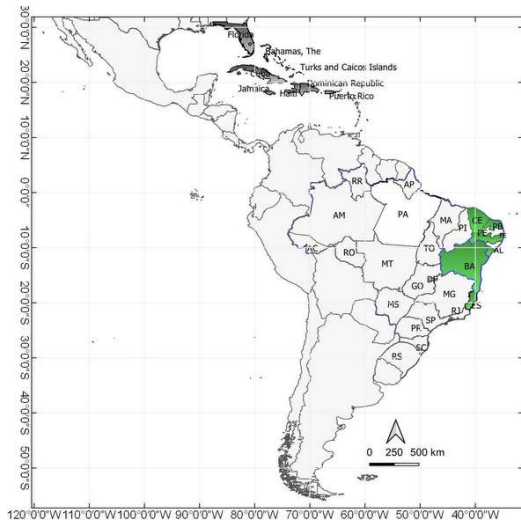 30°0'0"N
Florida
Bahamas, The
Turks and Caicos Islands
20°0'0"N
Cuba
Dominican Republic
Jamaica
Haiti
Puerto Rico
10°0'0"N
0°0'0"
RR
AP
AM
PA
MA
CE
PI
PB
PE
10°0'0"S
AC
RO
TO
AL
MT
BA
DF
GO
20°0'0"S
MS
MG
ES
SP
RJ
PR
SC
RS
30°0'0"S
40°0'0"S
0 250 500 km
50°0'0"S
120°0'0"W 110°0'0"W 100°0'0"W 90°0'0"W 80°0'0"W 70°0'0"W 60°0'0"W 50°0'0"W 40°0'0"W